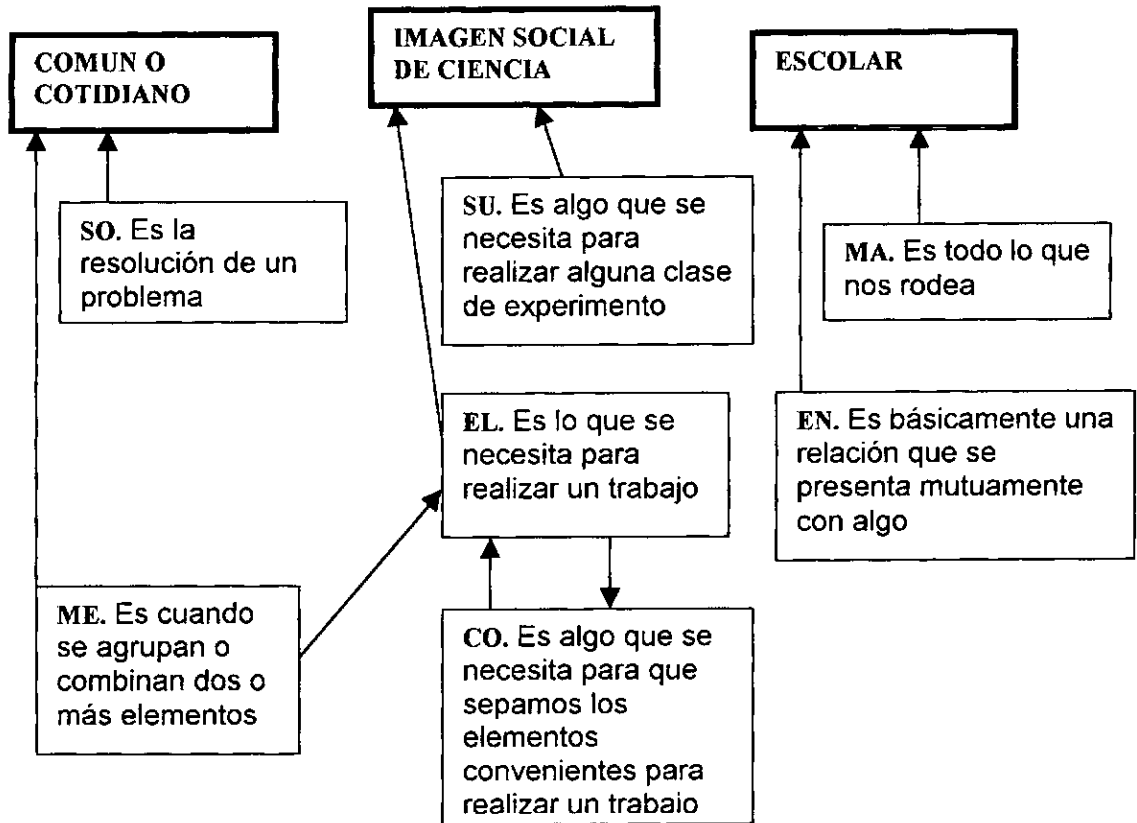 COMUN O
COTIDIANO
IMAGEN SOCIAL
DE CIENCIA
ESCOLAR
SO. Es la
resolución de un
problema
SU. Es algo que se
necesita para
realizar alguna clase
de experimento
MA. Es todo lo que
nos rodea
EL. Es lo que se
necesita para
realizar un trabajo
EN. Es básicamente una
relación que se
presenta mutuamente
con algo
ME. Es cuando
se agrupan o
combinan dos o
más elementos
CO. Es algo que se
necesita para que
sepamos los
elementos
convenientes para
realizar un trabajo